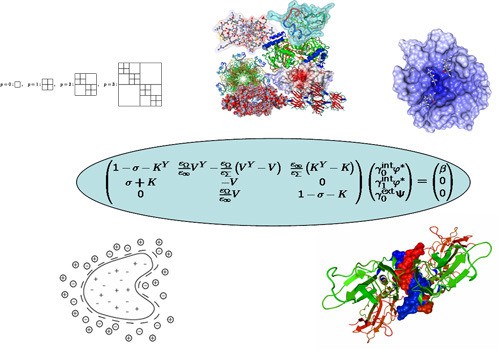 p = 0 : , p = 1 : , p = 2 : , p = 3 :
1 − σ − K^Y   ε_Ω/ε_∞ V^Y − ε_Ω/ε_Σ (V^Y − V)   ε_∞/ε_Σ (K^Y − K)   γ_0^int φ*   =   β
σ + K   −V   0   γ_1^int φ*   0
0   ε_Ω/ε_∞ V   1 − σ − K   γ_0^ext Ψ   0